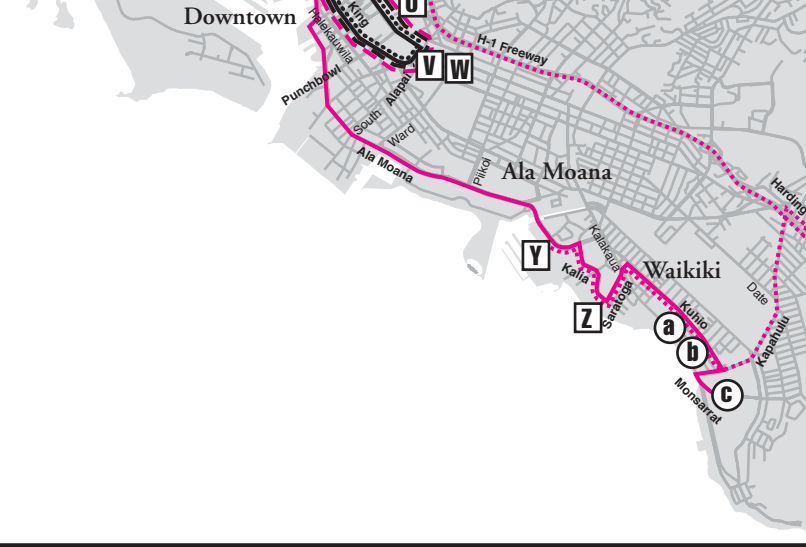 U
Downtown
King
Halekauwila
H-1 Freeway
V
W
Punchbowl
Alapai
South
Ward
Ala Moana
Piikoi
Ala Moana
Harding
Y
Kalakaua
Kalia
Waikiki
Date
Z
Saratoga
Kuhio
a
b
Kapahulu
Monsarrat
c